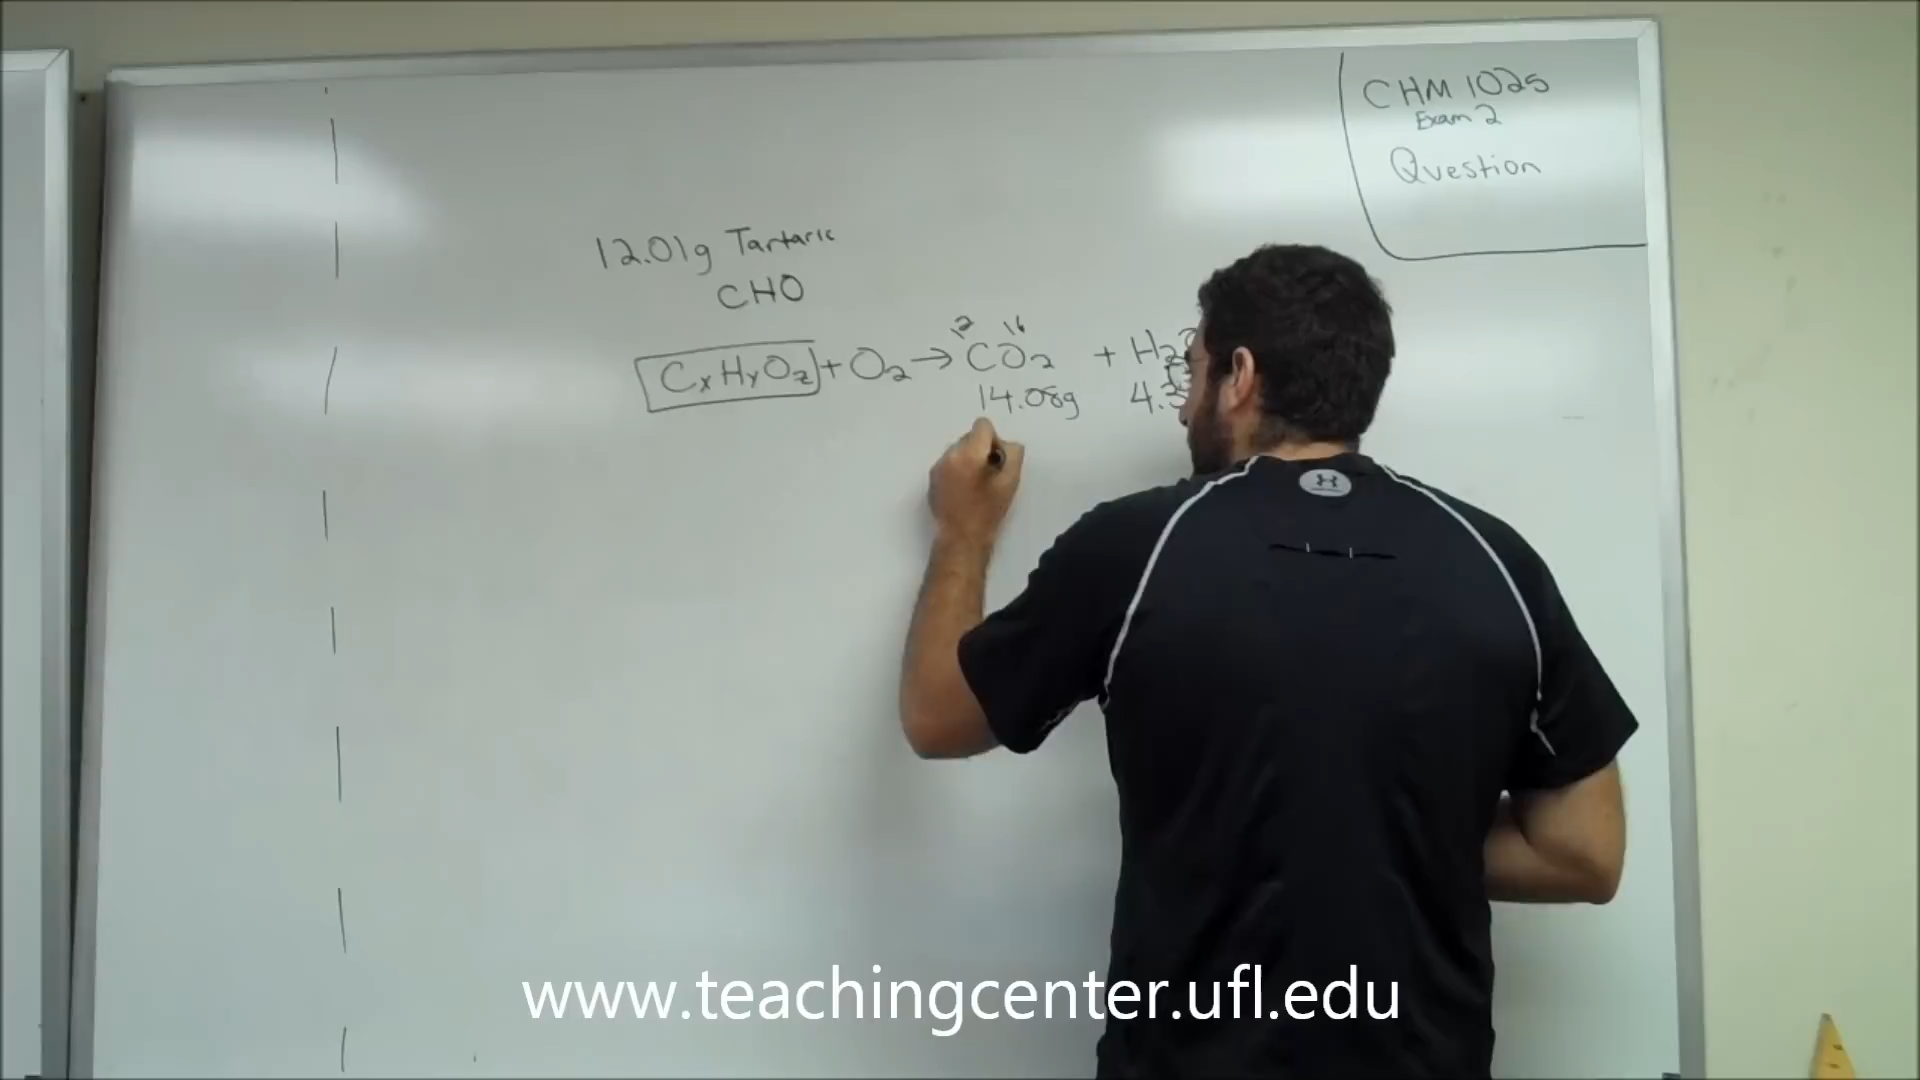 CHM 1025
Exam 2
Question
12.01g Tartaric
CHO
12 16
CxHyOz + O2 → CO2 + H2
14.08g 4.3
www.teachingcenter.ufl.edu